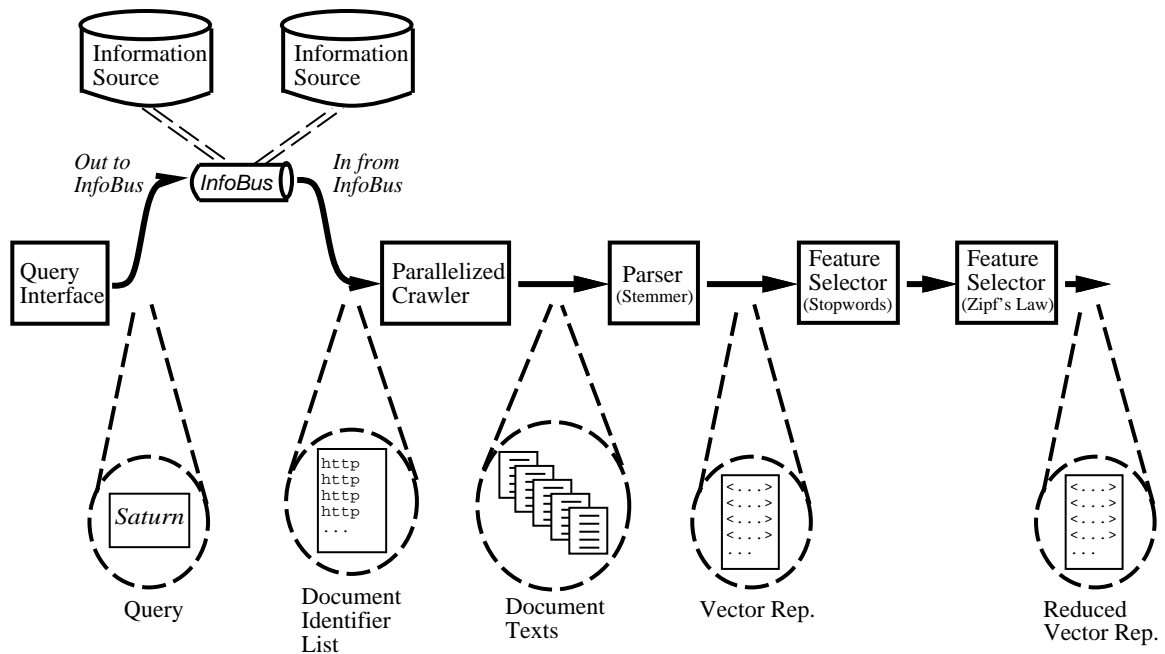 Information
Source
Information
Source
Out to
InfoBus
InfoBus
In from
InfoBus
Query
Interface
Parallelized
Crawler
Parser
(Stemmer)
Feature
Selector
(Stopwords)
Feature
Selector
(Zipf's Law)
Saturn
http
http
http
http
...
<...>
<...>
<...>
<...>
...
<...>
<...>
<...>
<...>
...
Query
Document
Identifier
List
Document
Texts
Vector Rep.
Reduced
Vector Rep.